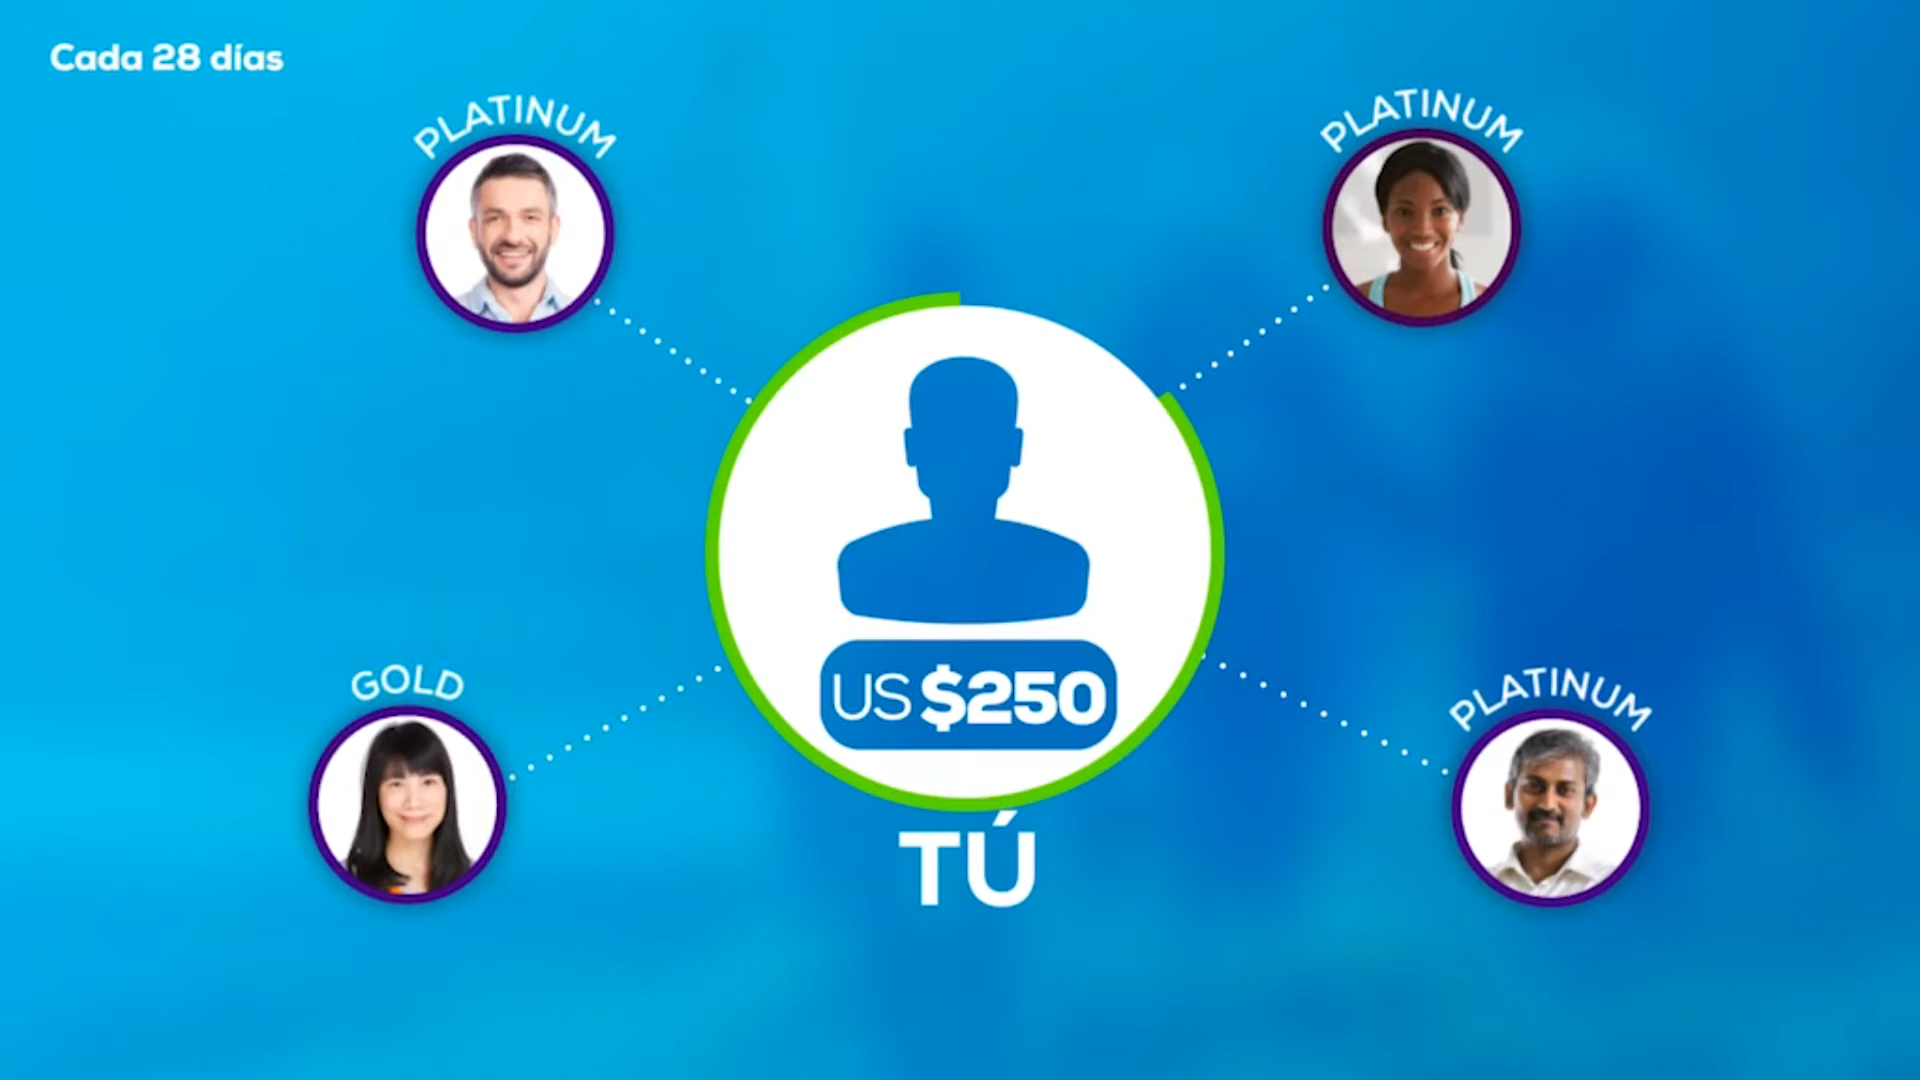 Cada 28 días
PLATINUM
PLATINUM
US $250
GOLD
PLATINUM
TÚ